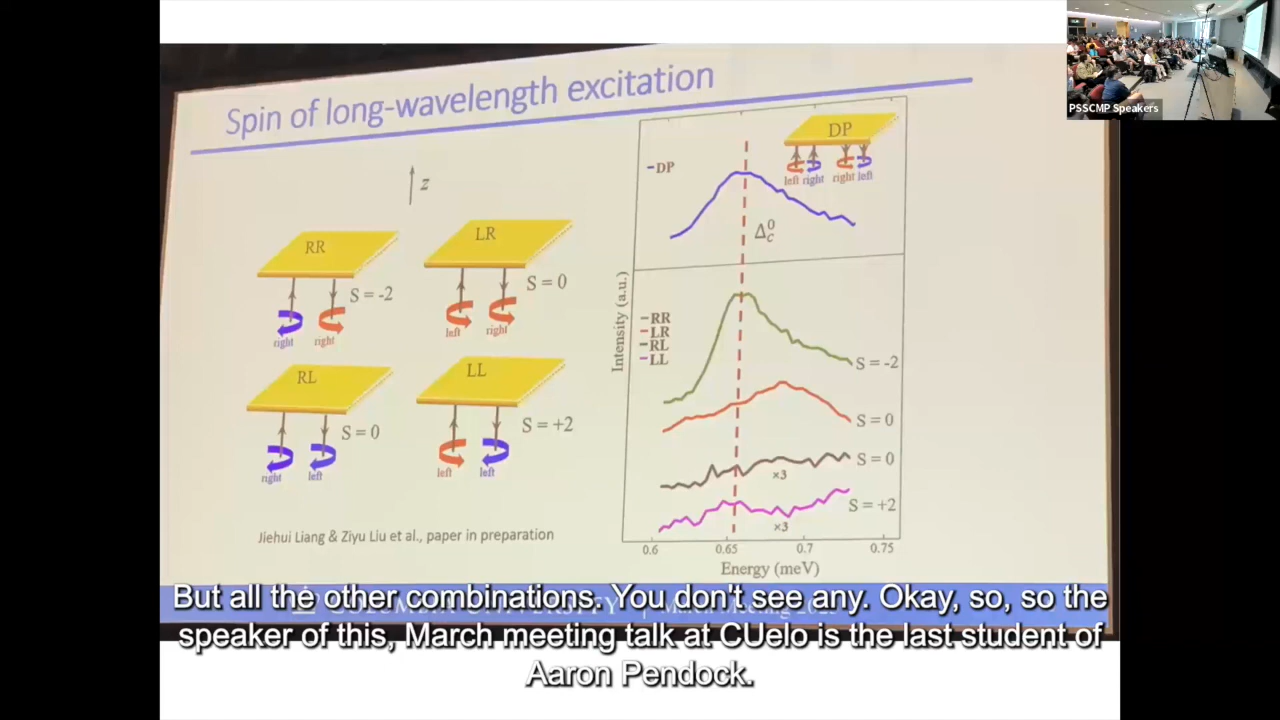 Spin of long-wavelength excitation
PSSCMP Speakers
z
RR
S = -2
right
right
LR
S = 0
left
right
RL
S = 0
right
left
LL
S = +2
left
left
Jiehui Liang & Ziyu Liu et al., paper in preparation
DP
DP
left right right left
Δc0
Intensity (a.u.)
RR
LR
RL
LL
S = -2
S = 0
S = 0
×3
S = +2
×3
0.6 0.65 0.7 0.75
Energy (meV)
But all the other combinations. You don't see any. Okay, so, so the
speaker of this, March meeting talk at CUelo is the last student of
Aaron Pendock.